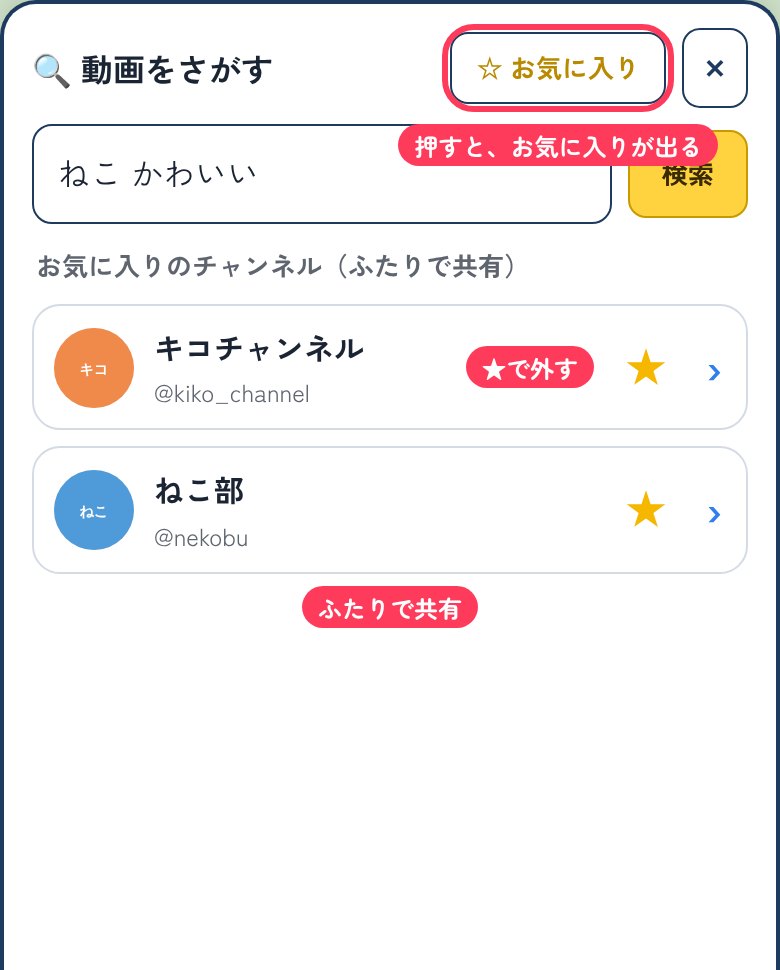 🔍 動画をさがす
☆ お気に入り
×
押すと、お気に入りが出る
ねこ かわいい
検索
お気に入りのチャンネル（ふたりで共有）
キコ
キコチャンネル
@kiko_channel
★で外す
★
›
ねこ
ねこ部
@nekobu
★
›
ふたりで共有